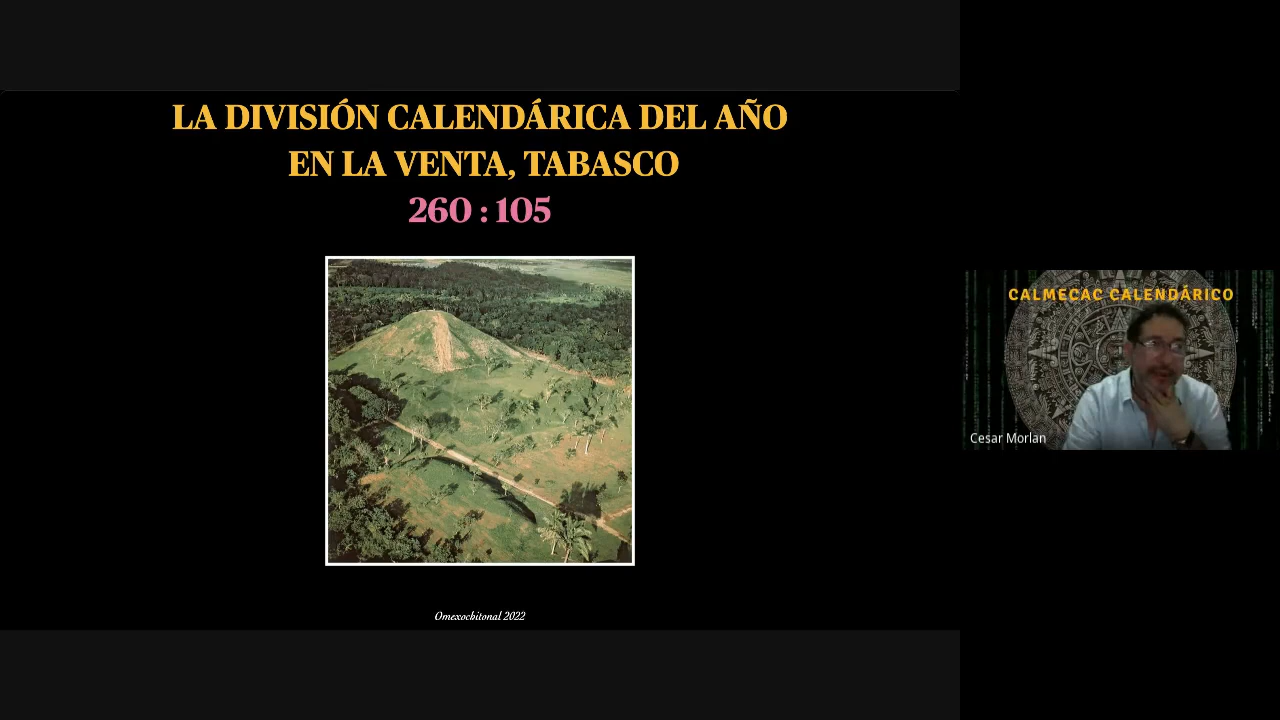 LA DIVISIÓN CALENDÁRICA DEL AÑO
EN LA VENTA, TABASCO
260 : 105
Omexochitonal 2022
CALMECAC CALENDÁRICO
Cesar Morlan